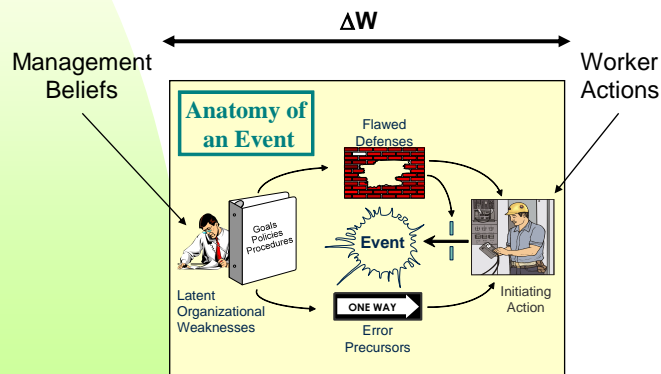 ΔW
Management
Beliefs
Worker
Actions
Anatomy of
an Event
Flawed
Defenses
Goals
Policies
Procedures
Event
Latent
Organizational
Weaknesses
ONE WAY
Error
Precursors
Initiating
Action